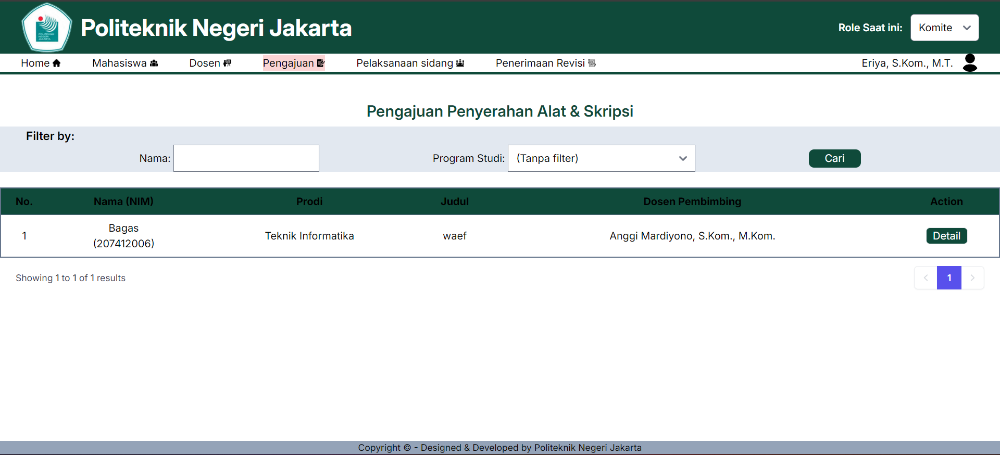 POLITEKNIK
NEGERI
JAKARTA
Politeknik Negeri Jakarta
Role Saat ini: Komite
Home Mahasiswa Dosen Pengajuan Pelaksanaan sidang Penerimaan Revisi Eriya, S.Kom., M.T.
Pengajuan Penyerahan Alat & Skripsi
Filter by:
Nama: Program Studi: (Tanpa filter) Cari
No. Nama (NIM) Prodi Judul Dosen Pembimbing Action
1 Bagas (207412006) Teknik Informatika waef Anggi Mardiyono, S.Kom., M.Kom. Detail
Showing 1 to 1 of 1 results 1
Copyright © - Designed & Developed by Politeknik Negeri Jakarta